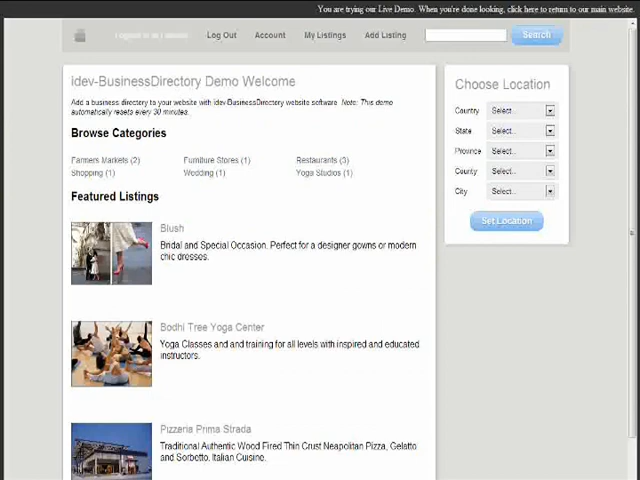 You are trying our Live Demo. When you're done looking, click here to return to our main website.
Log Out Account My Listings Add Listing Search
idev-BusinessDirectory Demo Welcome
Add a business directory to your website with idev-BusinessDirectory website software Note: This demo
automatically resets every 30 minutes.
Browse Categories
Farmers Markets (2) Furniture Stores (1) Restaurants (3)
Shopping (1) Wedding (1) Yoga Studios (1)
Featured Listings
Blush
Bridal and Special Occasion. Perfect for a designer gowns or modern
chic dresses.
Bodhi Tree Yoga Center
Yoga Classes and and training for all levels with inspired and educated
instructors.
Pizzeria Prima Strada
Traditional Authentic Wood Fired Thin Crust Neapolitan Pizza, Gelatto
and Sorbetto, Italian Cuisine.
Choose Location
Country Select...
State Select...
Province Select...
County Select...
City Select...
Set Location